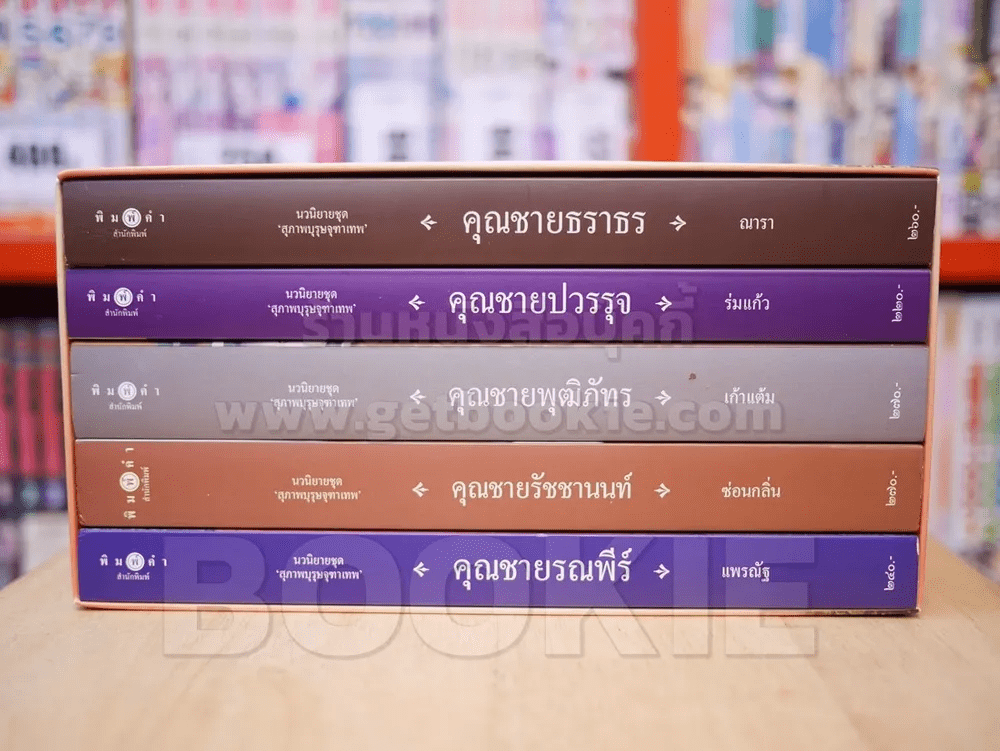 พิมพ์คำ
สำนักพิมพ์
นวนิยายชุด
'สุภาพบุรุษจุฑาเทพ'
คุณชายธราธร
ณารา
๒๖๐.-
พิมพ์คำ
สำนักพิมพ์
นวนิยายชุด
'สุภาพบุรุษจุฑาเทพ'
คุณชายปวรรุจ
ร่มแก้ว
๒๒๐.-
ร้านหนังสือบุคกี้
พิมพ์คำ
สำนักพิมพ์
นวนิยายชุด
'สุภาพบุรุษจุฑาเทพ'
คุณชายพุฒิภัทร
เก้าแต้ม
๒๗๐.-
www.getbookie.com
พิมพ์คำ
สำนักพิมพ์
นวนิยายชุด
'สุภาพบุรุษจุฑาเทพ'
คุณชายรัชชานนท์
ซ่อนกลิ่น
๒๗๐.-
พิมพ์คำ
สำนักพิมพ์
นวนิยายชุด
'สุภาพบุรุษจุฑาเทพ'
คุณชายรณพีร์
แพรณัฐ
๒๔๐.-
BOOKIE